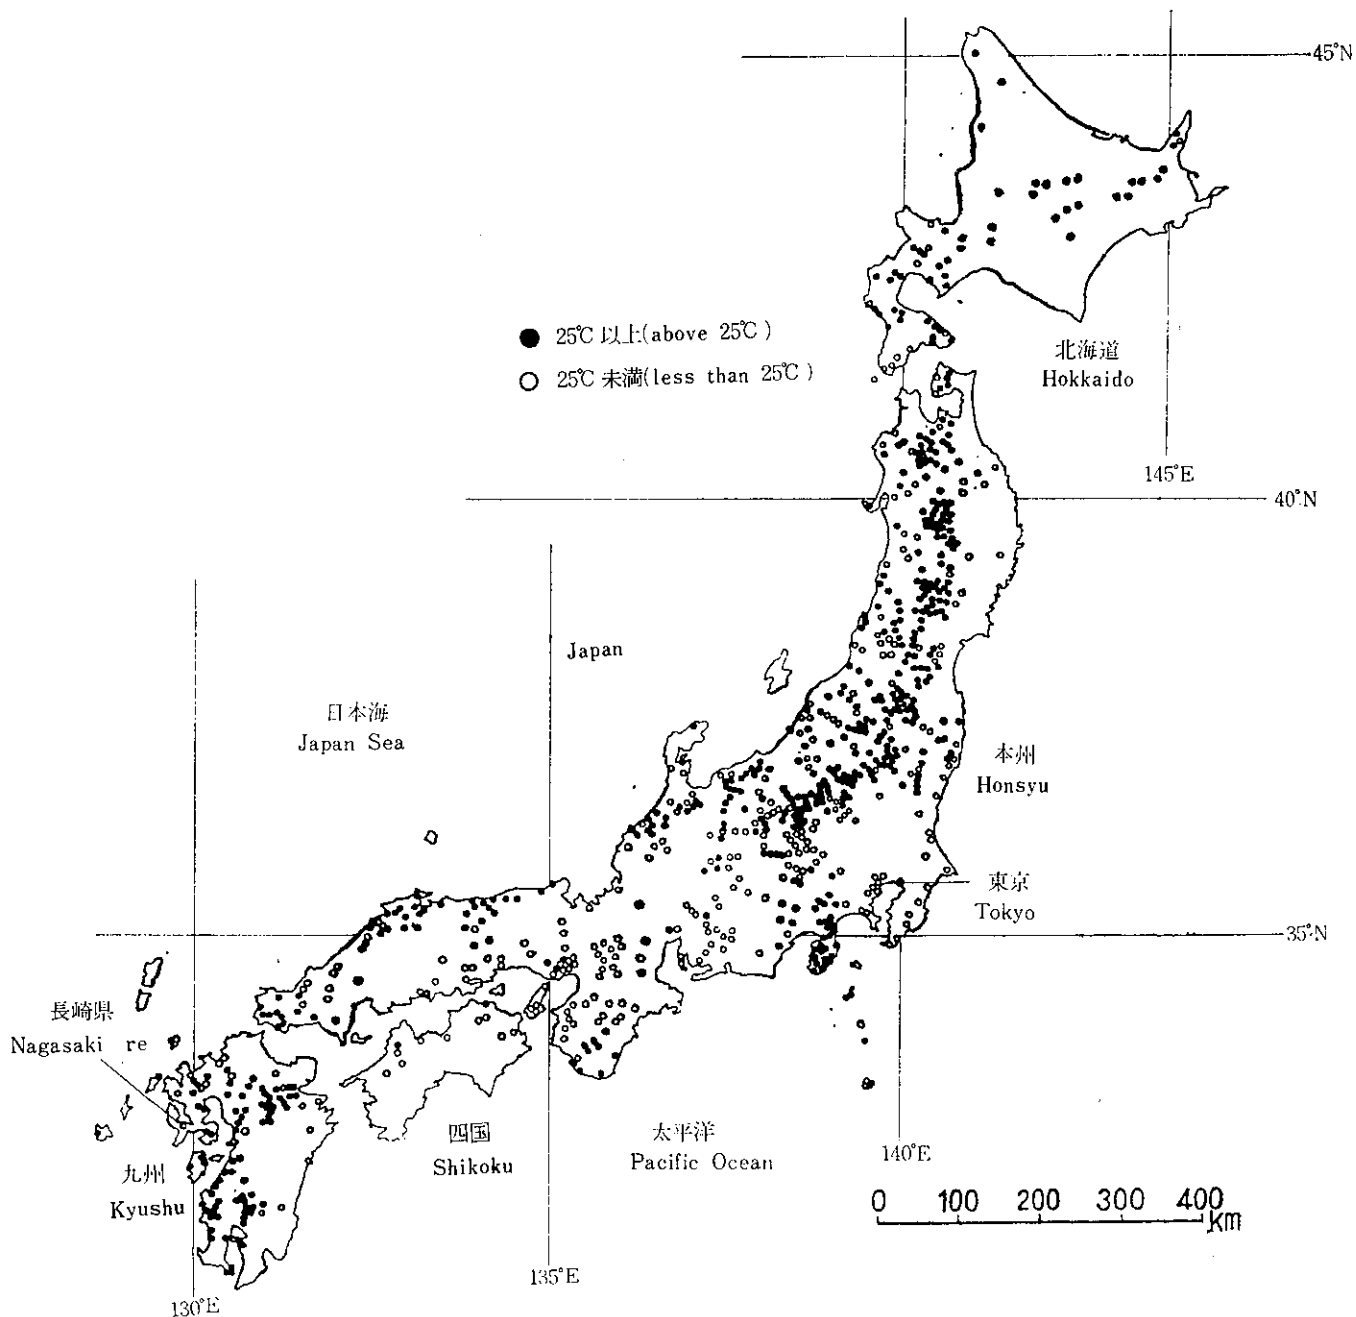 45°N
● 25℃ 以上(above 25℃)
○ 25℃ 未満(less than 25℃)
北海道
Hokkaido
145°E
40°N
Japan
日本海
Japan Sea
本州
Honsyu
東京
Tokyo
35°N
長崎県
Nagasaki re
四国
Shikoku
太平洋
Pacific Ocean
140°E
九州
Kyushu
0 100 200 300 400
km
135°E
130°E